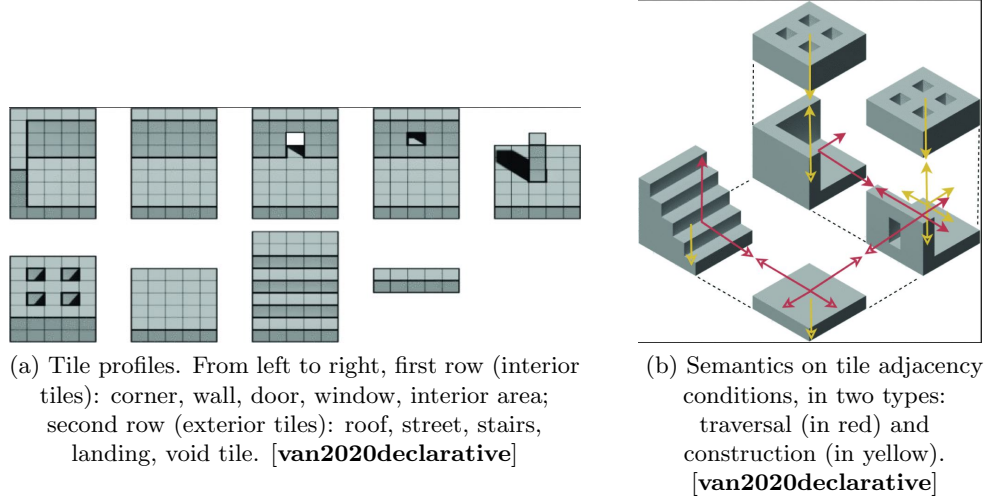 (a) Tile profiles. From left to right, first row (interior
tiles): corner, wall, door, window, interior area;
second row (exterior tiles): roof, street, stairs,
landing, void tile. [van2020declarative]
(b) Semantics on tile adjacency
conditions, in two types:
traversal (in red) and
construction (in yellow).
[van2020declarative]